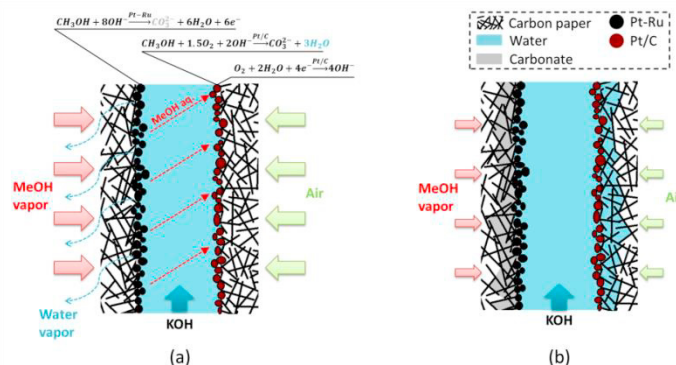 CH₃OH + 8OH⁻ Pt−Ru→ CO₃²⁻ + 6H₂O + 6e⁻
CH₃OH + 1.5O₂ + 2OH⁻ Pt/C→ CO₃²⁻ + 3H₂O
O₂ + 2H₂O + 4e⁻ Pt/C→ 4OH⁻
Carbon paper
Pt-Ru
Water
Pt/C
Carbonate
MeOH aq.
MeOH
vapor
Air
Water
vapor
KOH
(a)
MeOH
vapor
KOH
(b)